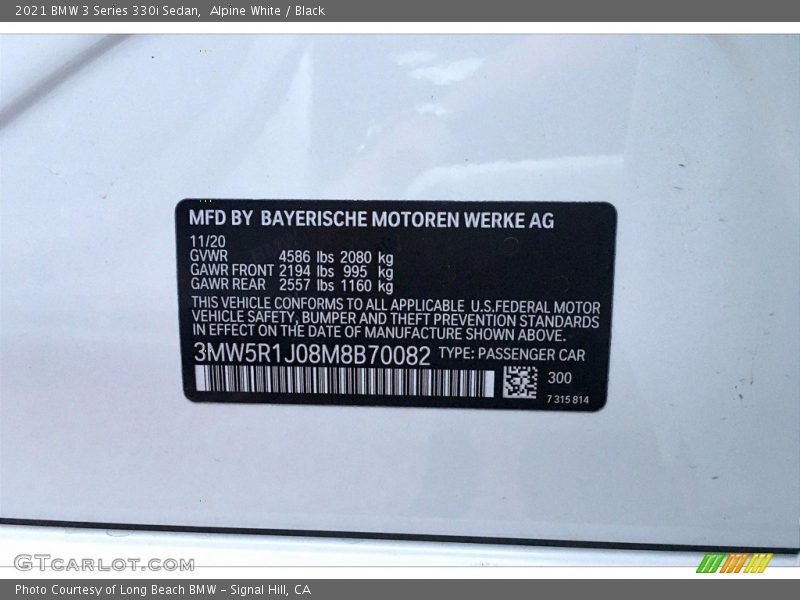 2021 BMW 3 Series 330i Sedan,  Alpine White / Black
MFD BY BAYERISCHE MOTOREN WERKE AG
11/20
GVWR 4586 lbs 2080 kg
GAWR FRONT 2194 lbs 995 kg
GAWR REAR 2557 lbs 1160 kg
THIS VEHICLE CONFORMS TO ALL APPLICABLE U.S.FEDERAL MOTOR
VEHICLE SAFETY, BUMPER AND THEFT PREVENTION STANDARDS
IN EFFECT ON THE DATE OF MANUFACTURE SHOWN ABOVE.
3MW5R1J08M8B70082 TYPE: PASSENGER CAR
300
7 315 814
GTCARLOT.COM
Photo Courtesy of Long Beach BMW - Signal Hill, CA